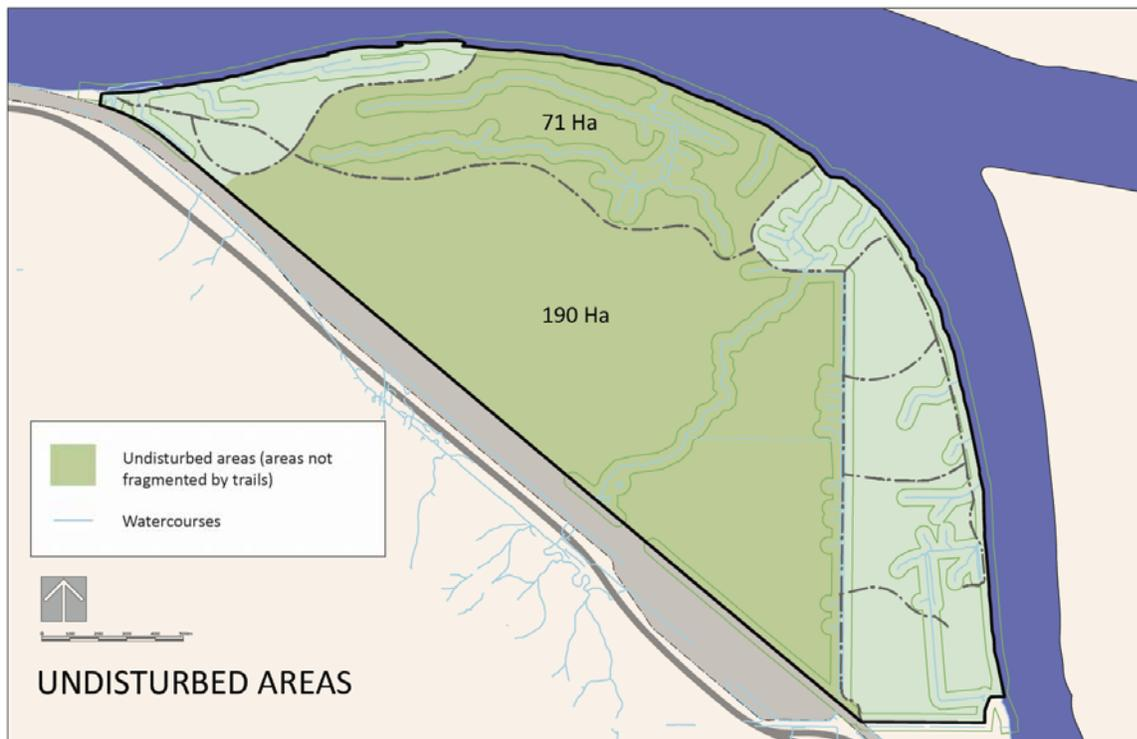 71 Ha
190 Ha
Undisturbed areas (areas not
fragmented by trails)
Watercourses
UNDISTURBED AREAS